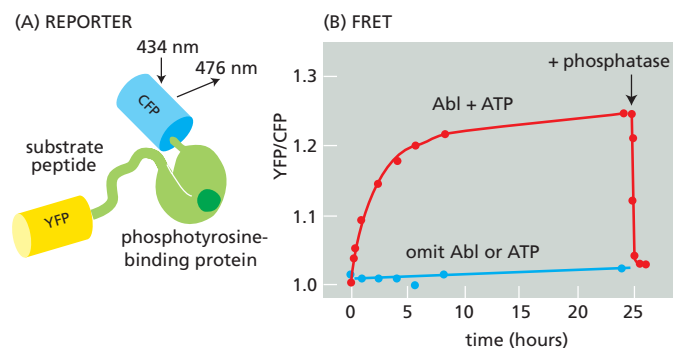 (A) REPORTER
434 nm
476 nm
CFP
substrate
peptide
YFP
phosphotyrosine-
binding protein
(B) FRET
+ phosphatase
Abl + ATP
omit Abl or ATP
YFP/CFP
1.3
1.2
1.1
1.0
0 5 10 15 20 25
time (hours)